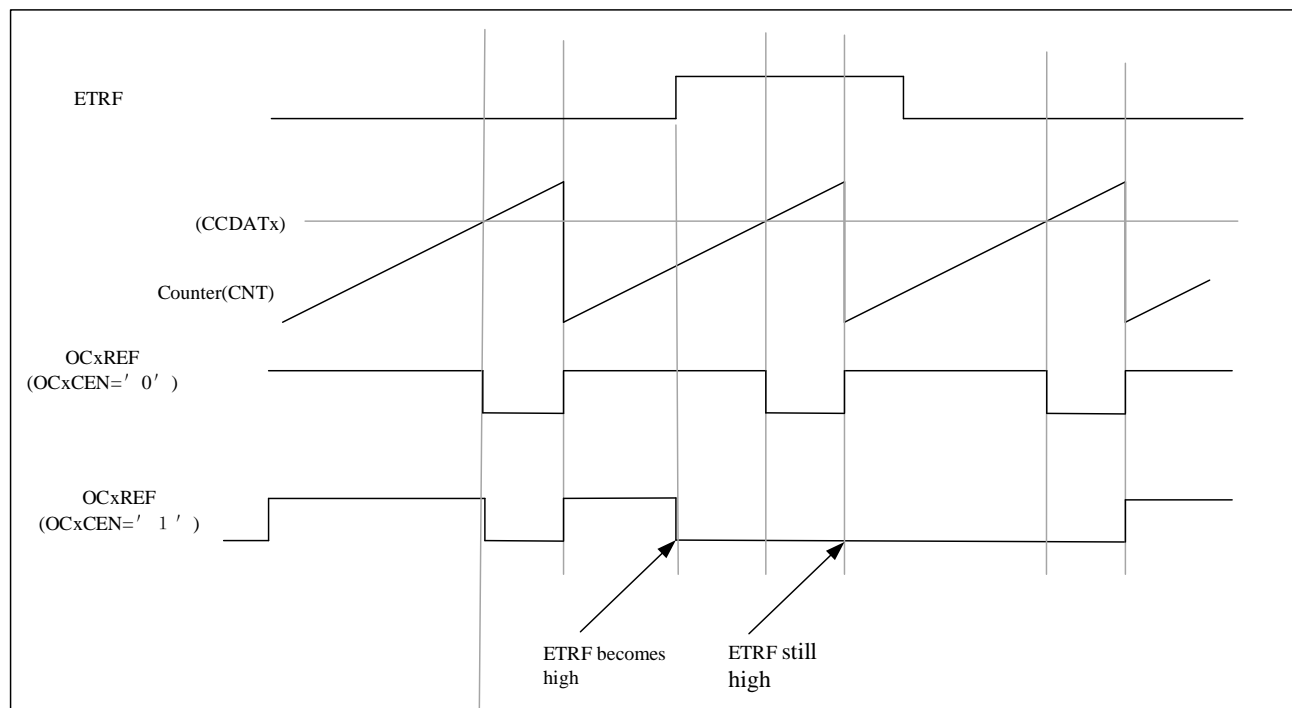 ETRF
(CCDATx)
Counter(CNT)
OCxREF
(OCxCEN=′ 0′ )
OCxREF
(OCxCEN=′ 1 ′ )
ETRF becomes
high
ETRF still
high